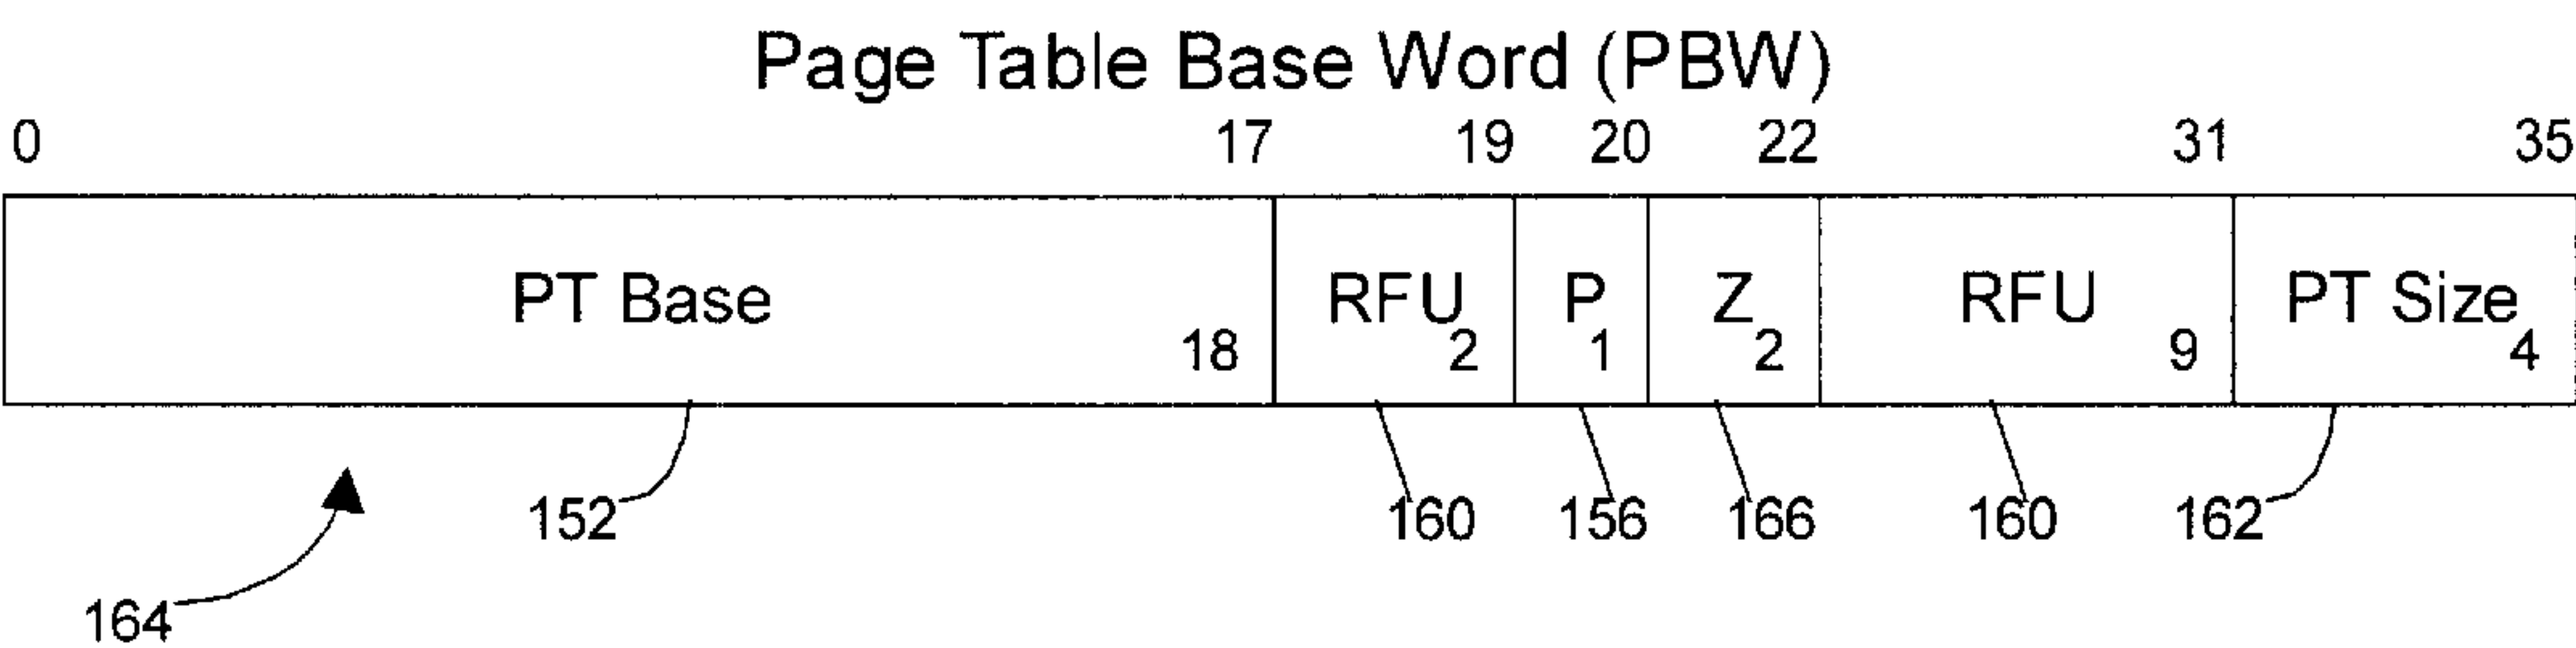 Page Table Base Word (PBW)
0 17 19 20 22 31 35
PT Base RFU P Z RFU PT Size
18 2 1 2 9 4
152 160 156 166 160 162
164